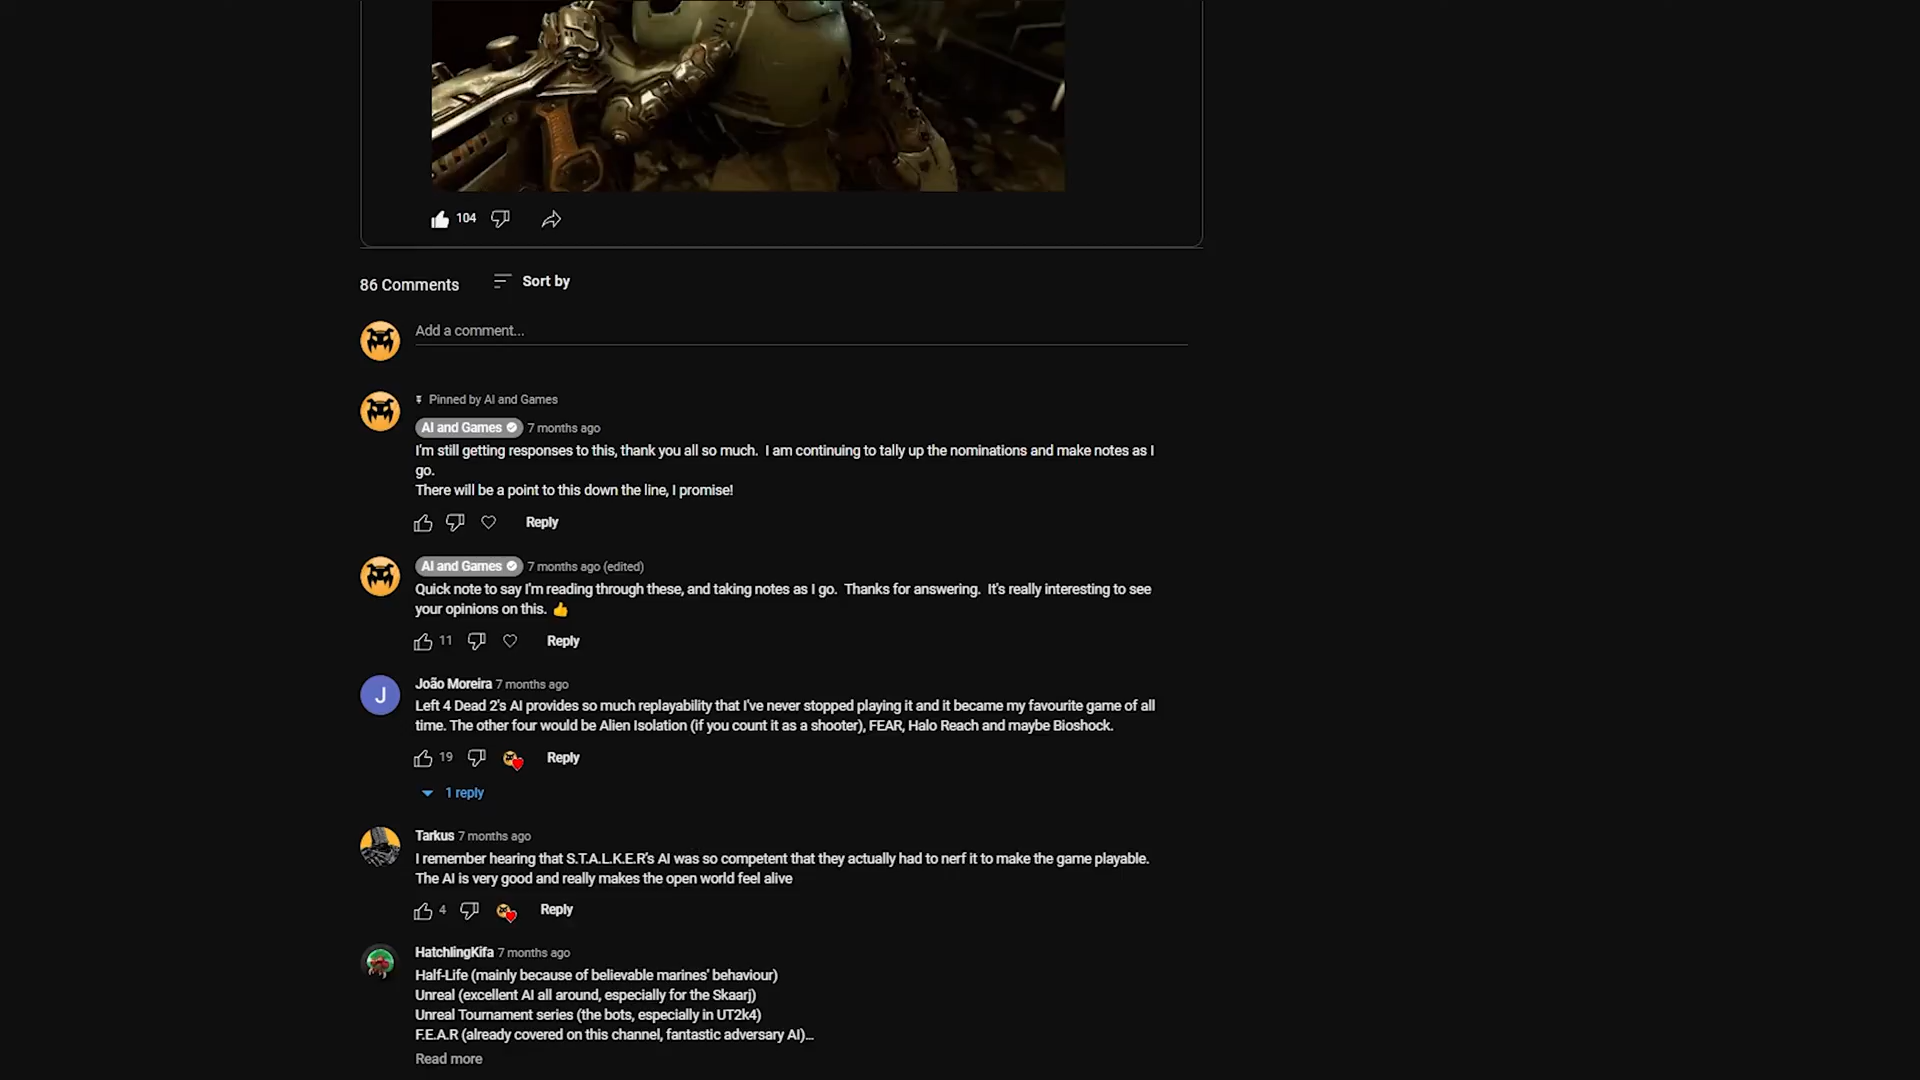 104
86 Comments
Sort by
Add a comment...
Pinned by AI and Games
AI and Games 7 months ago
I'm still getting responses to this, thank you all so much. I am continuing to tally up the nominations and make notes as I
go.
There will be a point to this down the line, I promise!
Reply
AI and Games 7 months ago (edited)
Quick note to say I'm reading through these, and taking notes as I go. Thanks for answering. It's really interesting to see
your opinions on this. 👍
11 Reply
J
João Moreira 7 months ago
Left 4 Dead 2's AI provides so much replayability that I've never stopped playing it and it became my favourite game of all
time. The other four would be Alien Isolation (if you count it as a shooter), FEAR, Halo Reach and maybe Bioshock.
19 Reply
1 reply
Tarkus 7 months ago
I remember hearing that S.T.A.L.K.E.R's AI was so competent that they actually had to nerf it to make the game playable.
The AI is very good and really makes the open world feel alive
4 Reply
HatchlingKifa 7 months ago
Half-Life (mainly because of believable marines' behaviour)
Unreal (excellent AI all around, especially for the Skaarj)
Unreal Tournament series (the bots, especially in UT2k4)
F.E.A.R (already covered on this channel, fantastic adversary AI)...
Read more